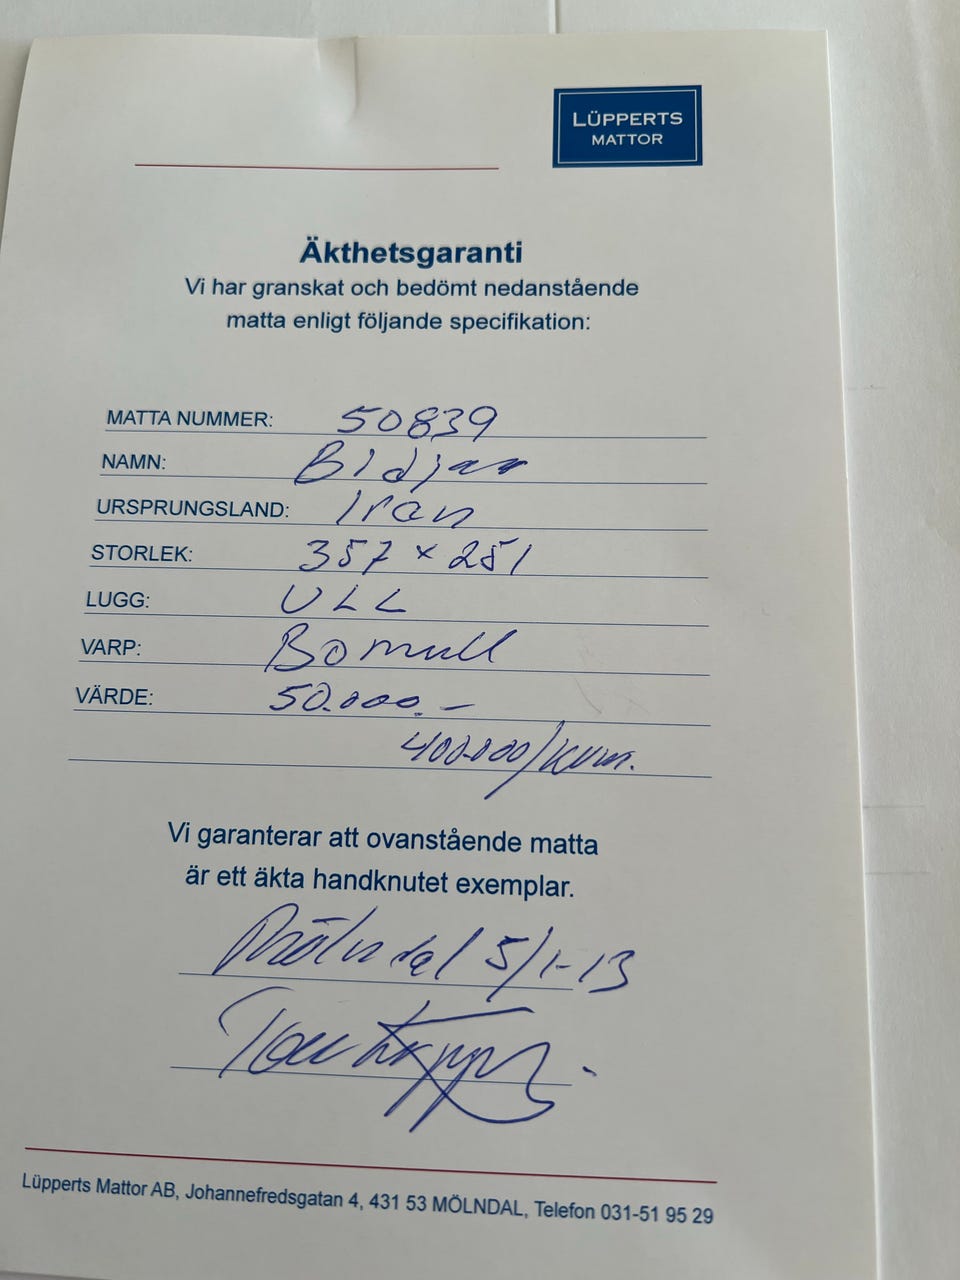 LÜPPERTS
MATTOR
Äkthetsgaranti
Vi har granskat och bedömt nedanstående
matta enligt följande specifikation:
MATTA NUMMER: 50839
NAMN: Bidjar
URSPRUNGSLAND: Iran
STORLEK: 357 x 251
LUGG: ULL
VARP: Bomull
VÄRDE: 50.000.-
400.000/kvm.
Vi garanterar att ovanstående matta
är ett äkta handknutet exemplar.
Mölndal 5/1-13
Lüpperts Mattor AB, Johannefredsgatan 4, 431 53 MÖLNDAL, Telefon 031-51 95 29